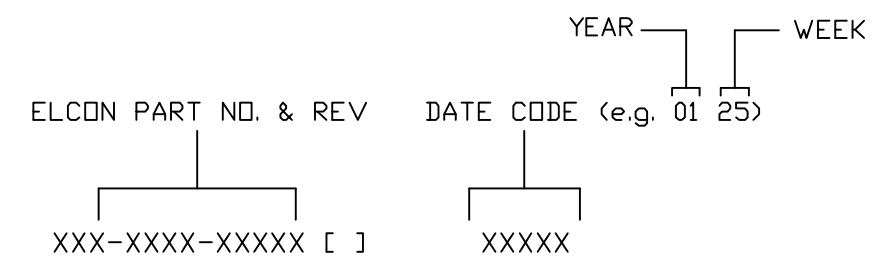 YEAR WEEK
ELCON PART NO. & REV DATE CODE (e.g. 01 25)
XXX-XXXX-XXXXX [ ] XXXXX